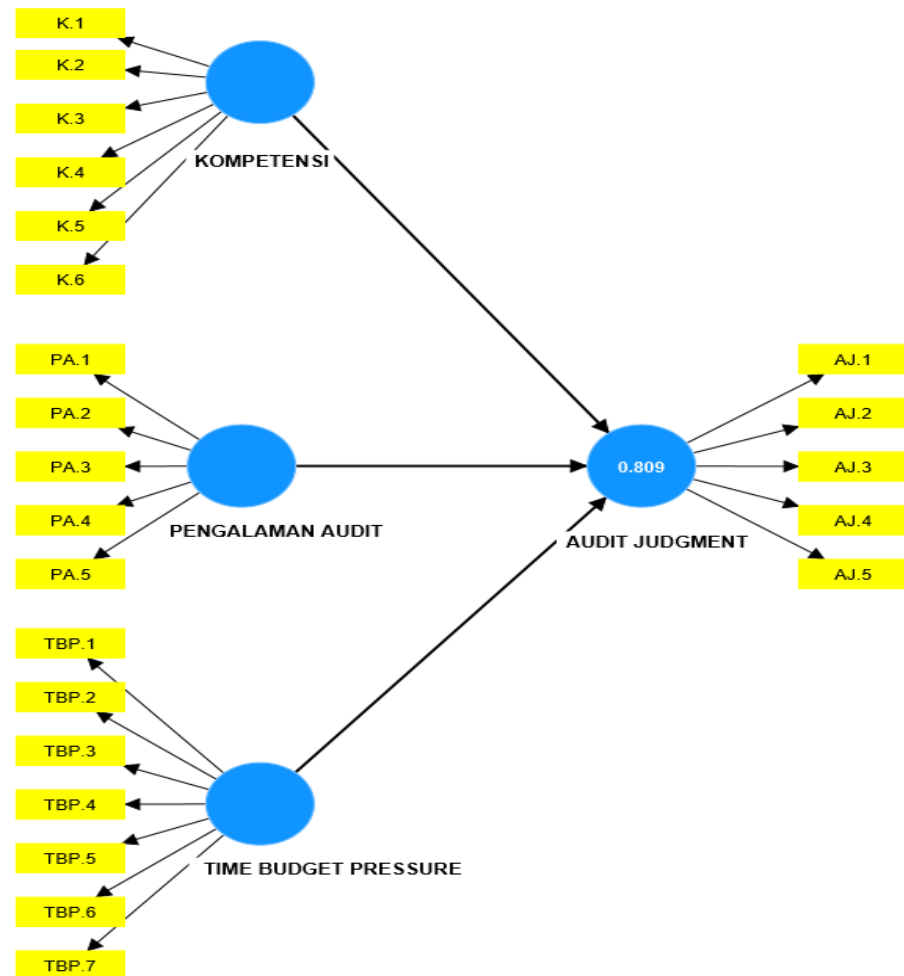 K.1
K.2
K.3
K.4
K.5
K.6
KOMPETENSI
PA.1
PA.2
PA.3
PA.4
PA.5
PENGALAMAN AUDIT
TBP.1
TBP.2
TBP.3
TBP.4
TBP.5
TBP.6
TBP.7
TIME BUDGET PRESSURE
0.809
AUDIT JUDGMENT
AJ.1
AJ.2
AJ.3
AJ.4
AJ.5